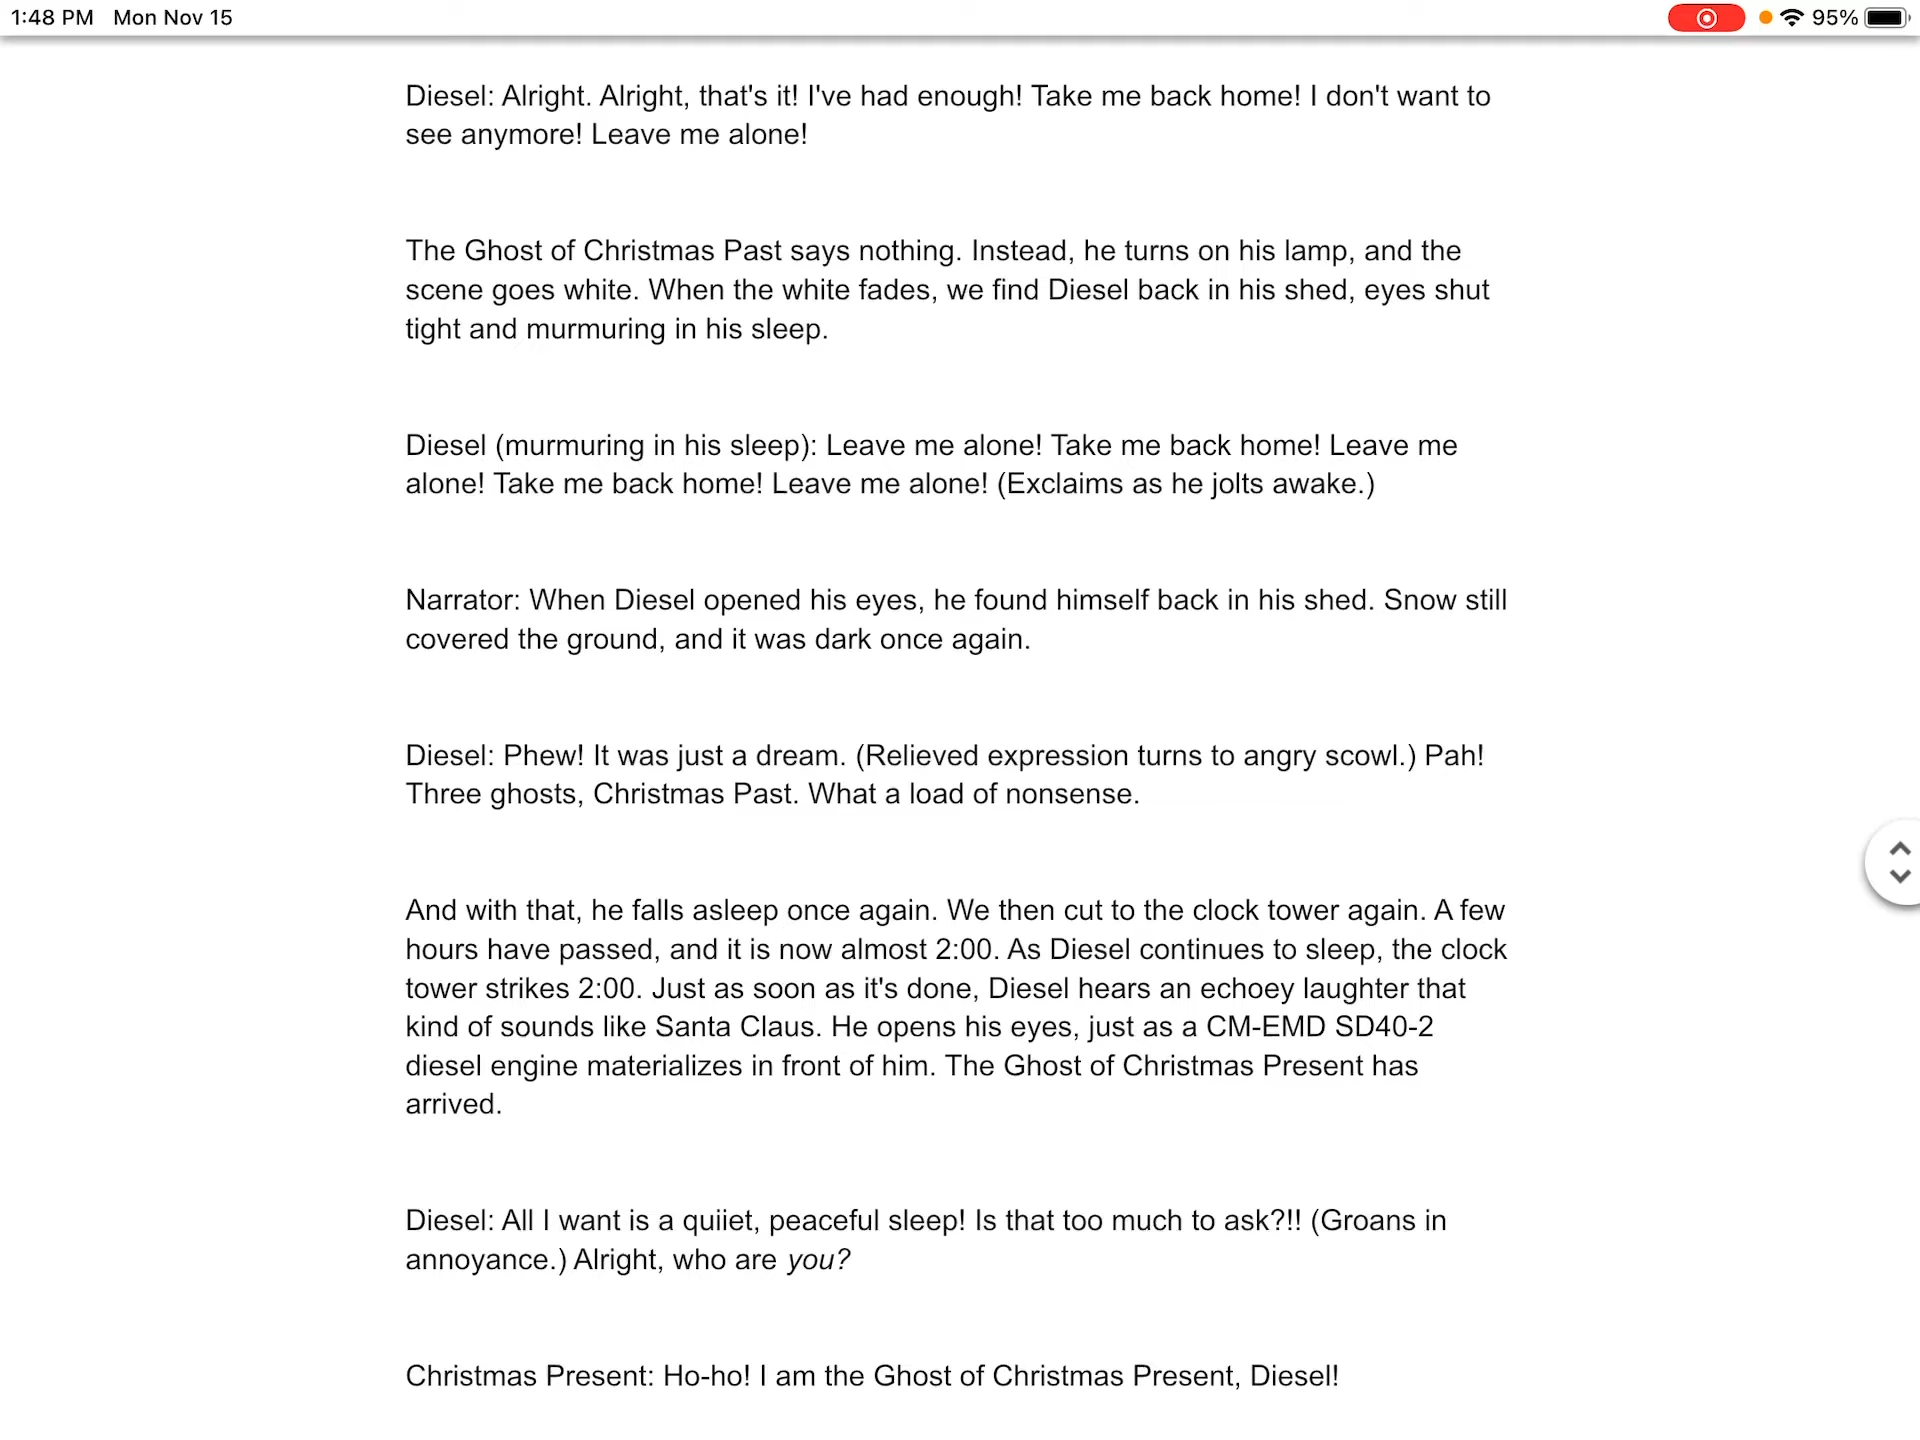 1:48 PM Mon Nov 15 95%
Diesel: Alright. Alright, that's it! I've had enough! Take me back home! I don't want to
see anymore! Leave me alone!
The Ghost of Christmas Past says nothing. Instead, he turns on his lamp, and the
scene goes white. When the white fades, we find Diesel back in his shed, eyes shut
tight and murmuring in his sleep.
Diesel (murmuring in his sleep): Leave me alone! Take me back home! Leave me
alone! Take me back home! Leave me alone! (Exclaims as he jolts awake.)
Narrator: When Diesel opened his eyes, he found himself back in his shed. Snow still
covered the ground, and it was dark once again.
Diesel: Phew! It was just a dream. (Relieved expression turns to angry scowl.) Pah!
Three ghosts, Christmas Past. What a load of nonsense.
And with that, he falls asleep once again. We then cut to the clock tower again. A few
hours have passed, and it is now almost 2:00. As Diesel continues to sleep, the clock
tower strikes 2:00. Just as soon as it's done, Diesel hears an echoey laughter that
kind of sounds like Santa Claus. He opens his eyes, just as a CM-EMD SD40-2
diesel engine materializes in front of him. The Ghost of Christmas Present has
arrived.
Diesel: All I want is a quiiet, peaceful sleep! Is that too much to ask?!! (Groans in
annoyance.) Alright, who are you?
Christmas Present: Ho-ho! I am the Ghost of Christmas Present, Diesel!